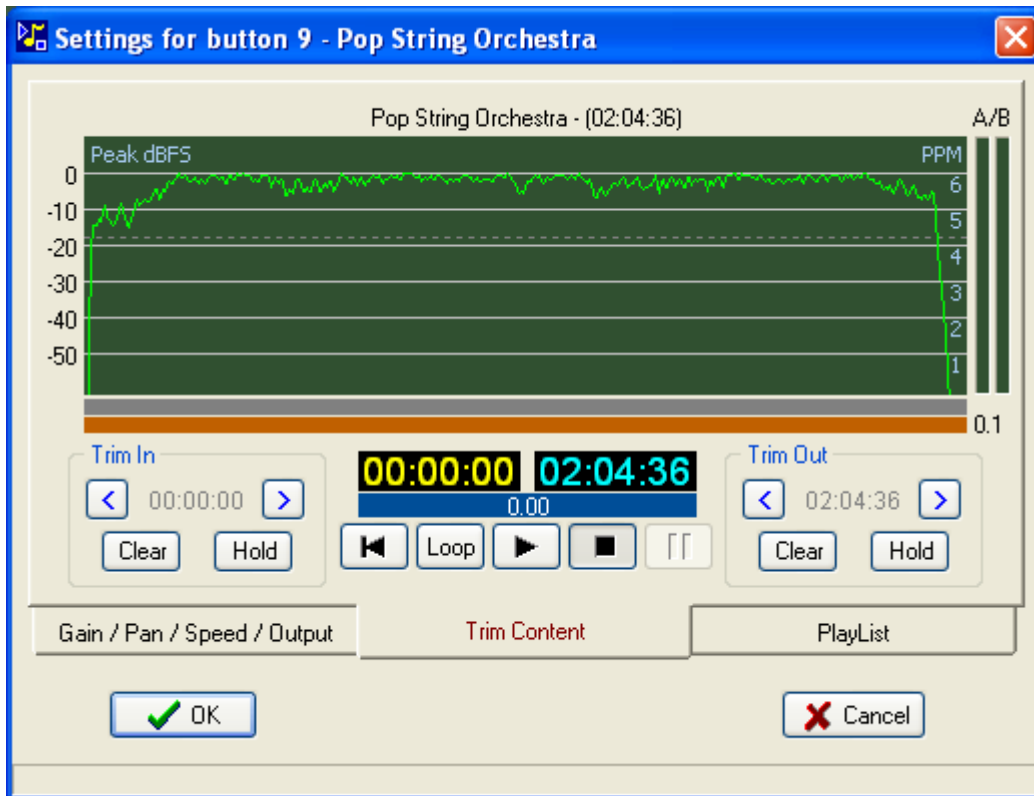 Settings for button 9 - Pop String Orchestra
Pop String Orchestra - (02:04:36)
A/B
Peak dBFS
PPM
0
6
-10
5
-20
4
-30
3
-40
2
-50
1
0.1
Trim In
< 00:00:00 >
Clear Hold
00:00:00 02:04:36
0.00
Loop
Trim Out
< 02:04:36 >
Clear Hold
Gain / Pan / Speed / Output
Trim Content
PlayList
OK
Cancel